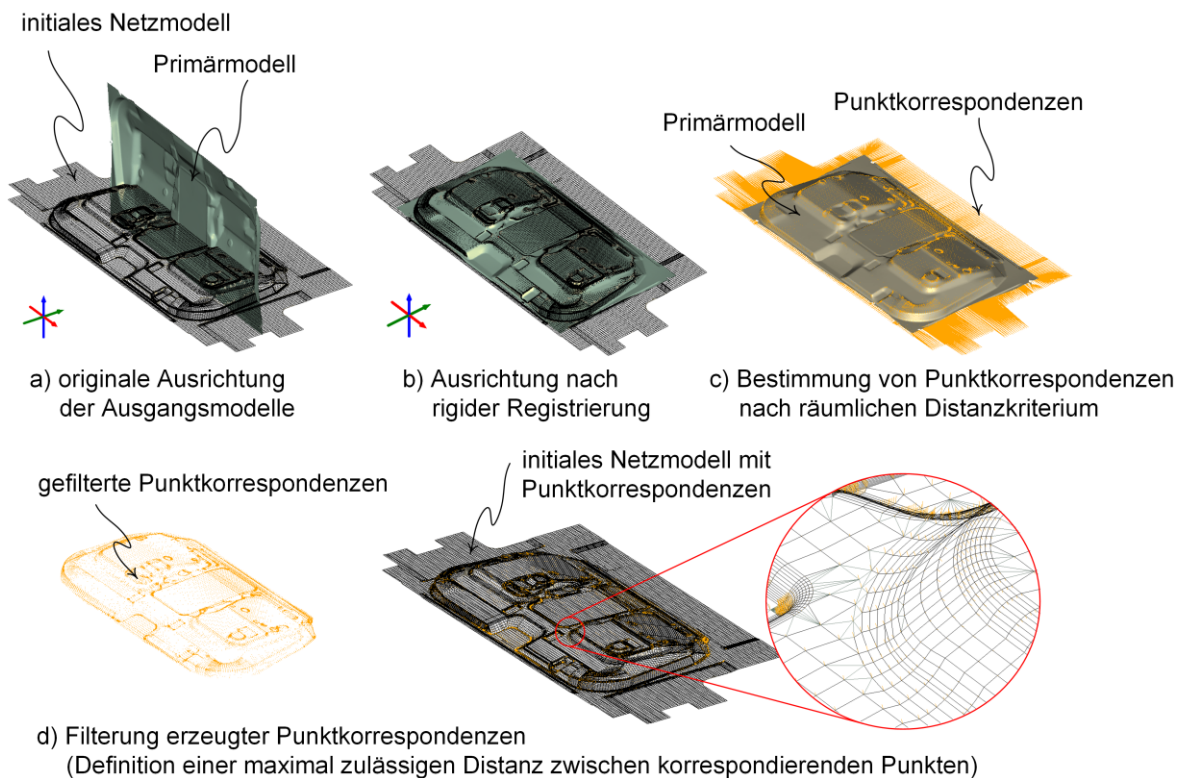 initiales Netzmodell
Primärmodell
Punktkorrespondenzen
Primärmodell
a) originale Ausrichtung
der Ausgangsmodelle
b) Ausrichtung nach
rigider Registrierung
c) Bestimmung von Punktkorrespondenzen
nach räumlichen Distanzkriterium
gefilterte Punktkorrespondenzen
initiales Netzmodell mit
Punktkorrespondenzen
d) Filterung erzeugter Punktkorrespondenzen
(Definition einer maximal zulässigen Distanz zwischen korrespondierenden Punkten)